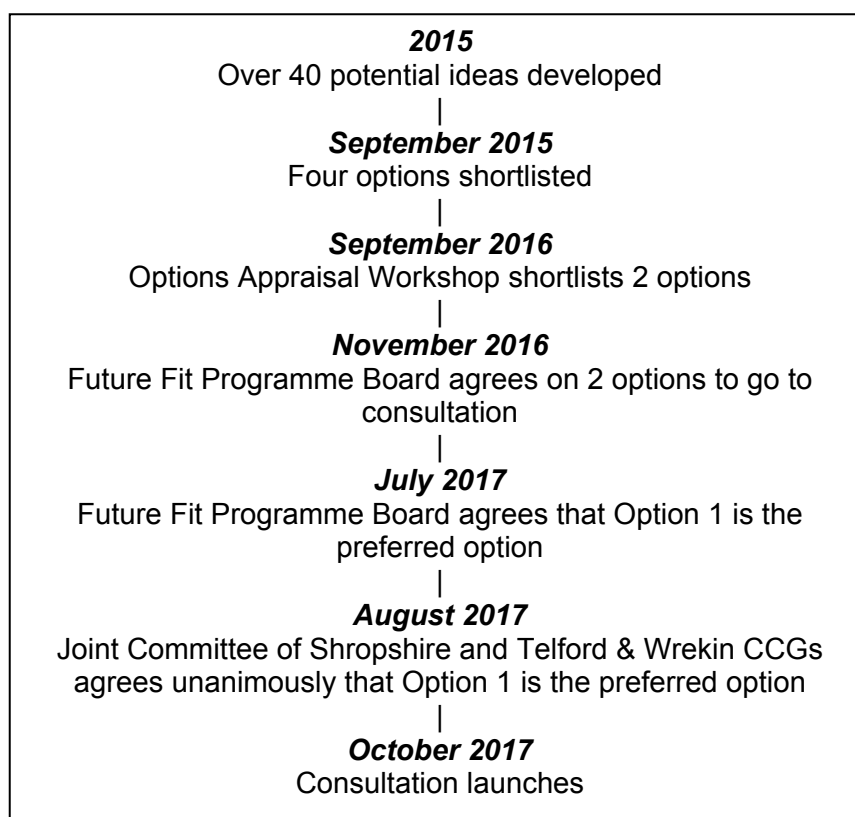 2015
Over 40 potential ideas developed
|
September 2015
Four options shortlisted
|
September 2016
Options Appraisal Workshop shortlists 2 options
|
November 2016
Future Fit Programme Board agrees on 2 options to go to
consultation
|
July 2017
Future Fit Programme Board agrees that Option 1 is the
preferred option
|
August 2017
Joint Committee of Shropshire and Telford & Wrekin CCGs
agrees unanimously that Option 1 is the preferred option
|
October 2017
Consultation launches